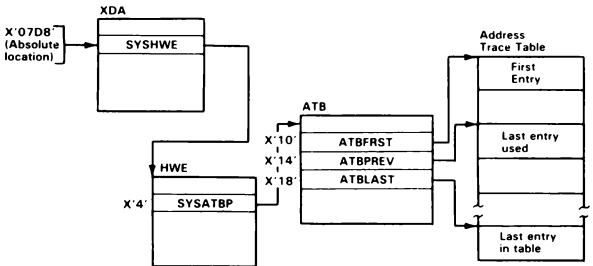 XDA
X'07D8'
(Absolute
location)
SYSHWE
Address
Trace Table
First
Entry
ATB
X'10'
ATBFRST
X'14'
ATBPREV
X'18'
ATBLAST
Last entry
used
HWE
X'4'
SYSATBP
Last entry
in table